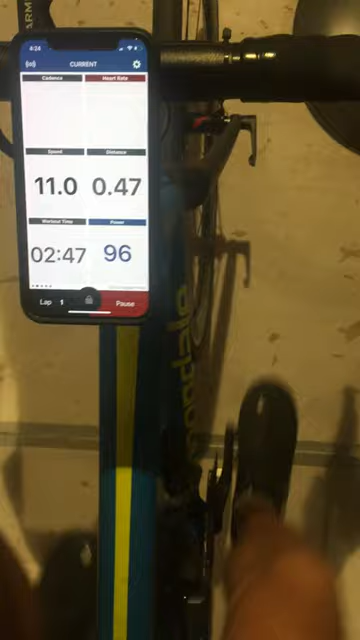 4:24
CURRENT
Cadence Heart Rate
Speed Distance
11.0 0.47
Workout Time Power
02:47 96
Lap 1 Pause